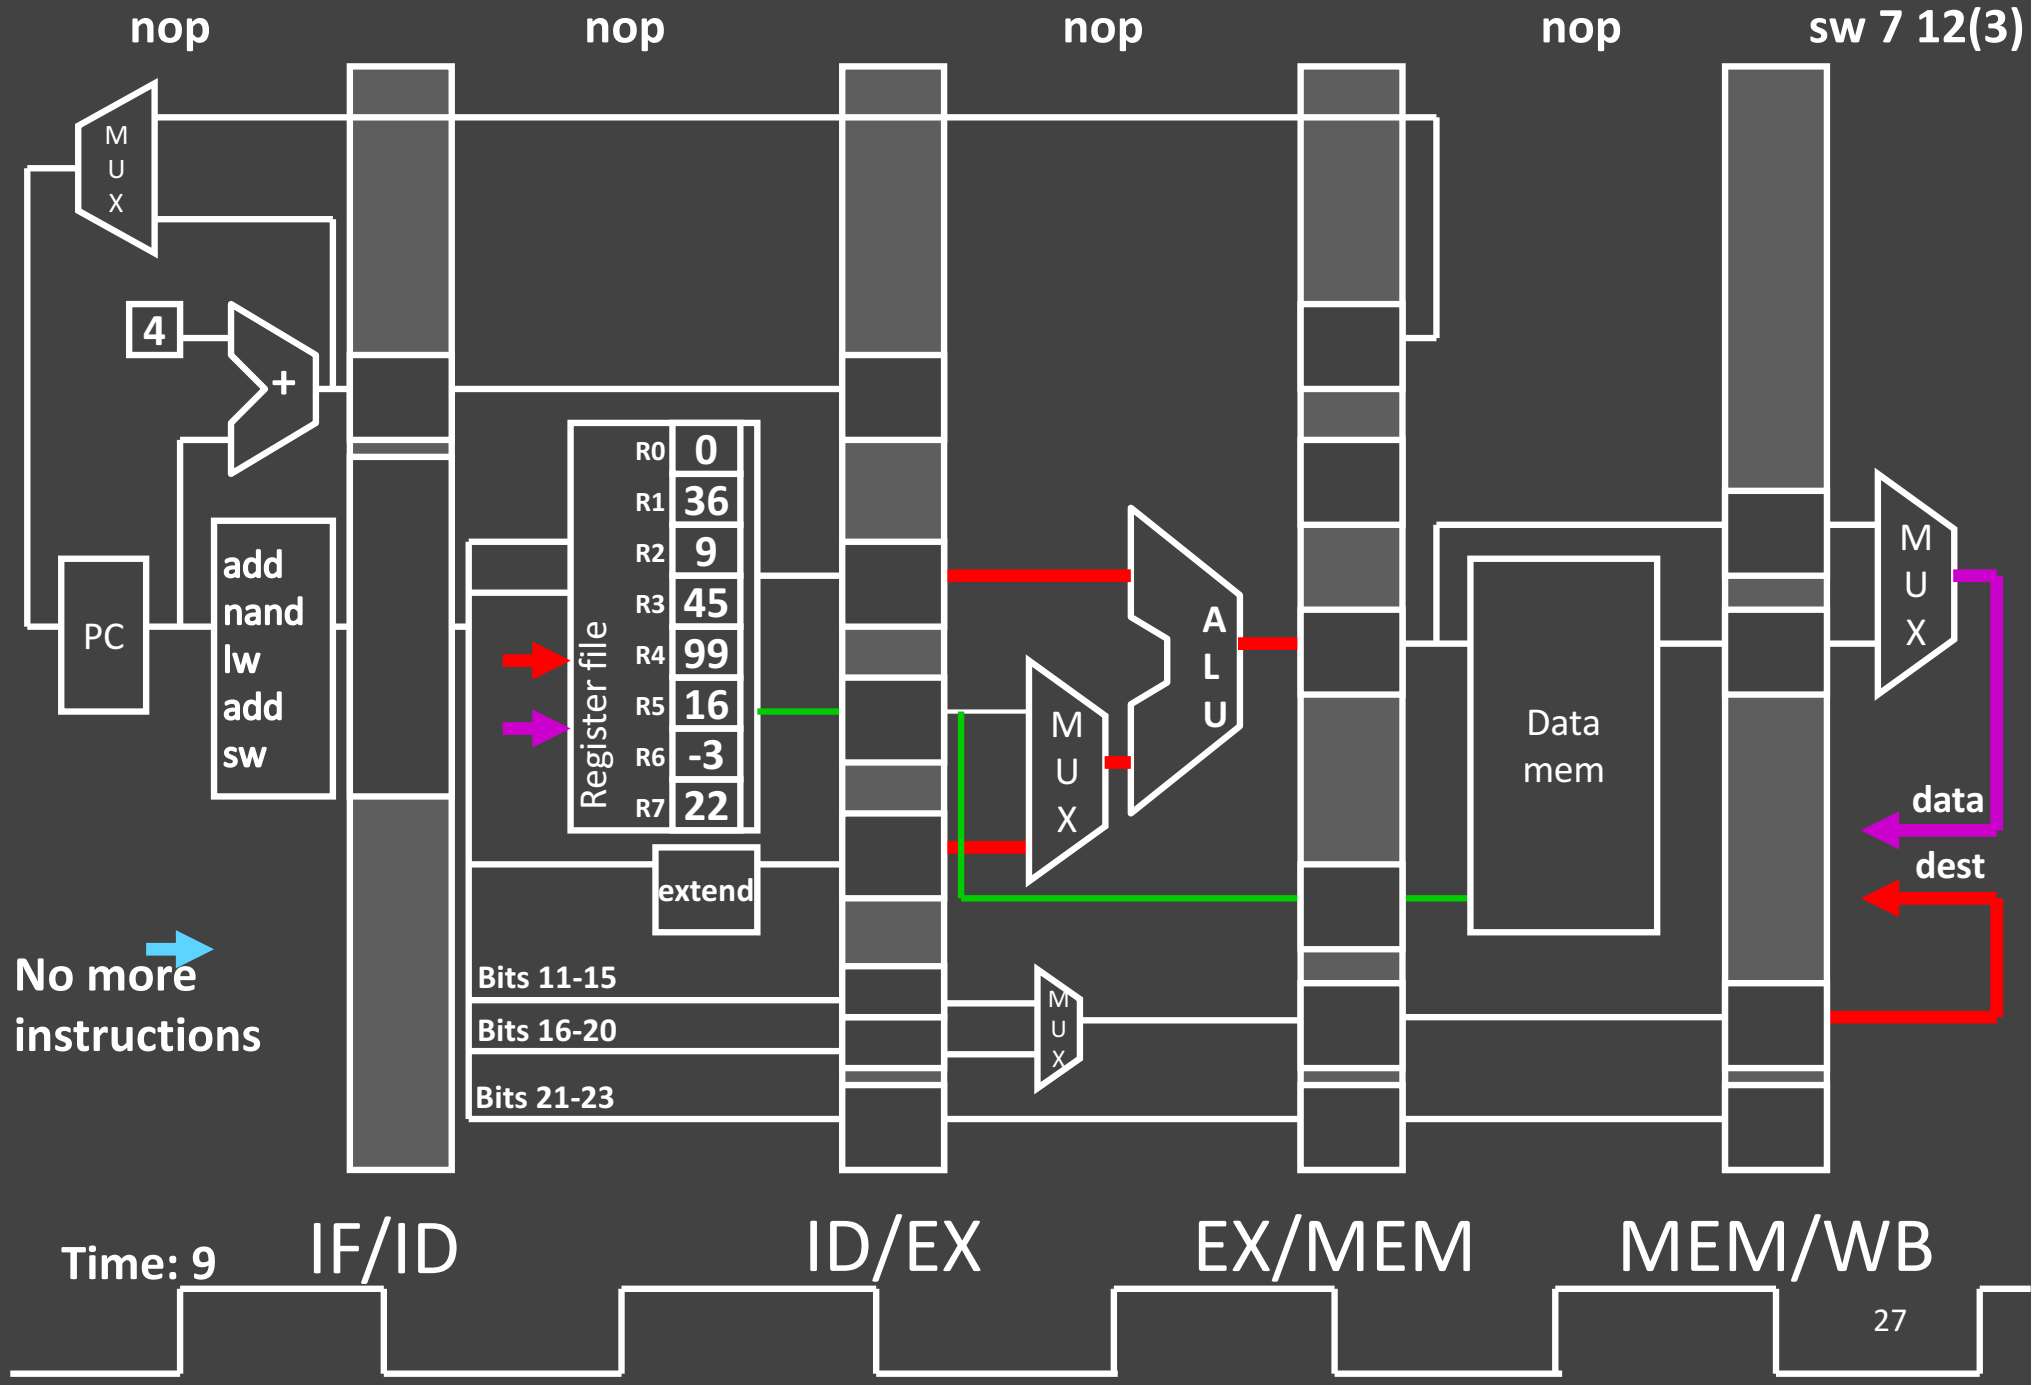 nop nop nop nop sw 7 12(3)
M
U
X
4
+
PC
add
nand
lw
add
sw
Register file
R0 0
R1 36
R2 9
R3 45
R4 99
R5 16
R6 -3
R7 22
extend
M
U
X
A
L
U
Data
mem
M
U
X
data
dest
No more
instructions
Bits 11-15
Bits 16-20
Bits 21-23
M
U
X
IF/ID ID/EX EX/MEM MEM/WB
Time: 9
27